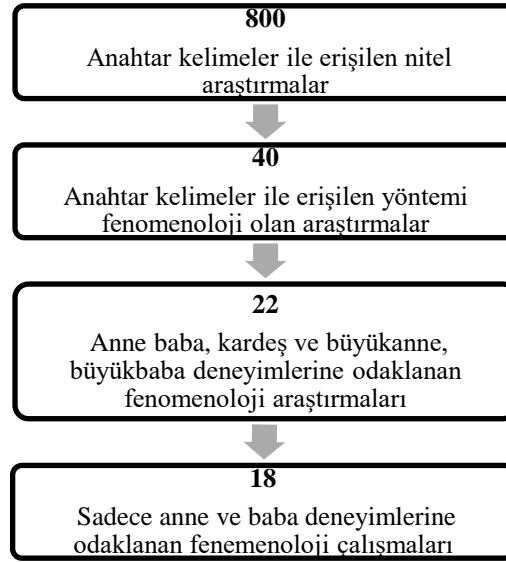 800
Anahtar kelimeler ile erişilen nitel
araştırmalar
40
Anahtar kelimeler ile erişilen yöntemi
fenomenoloji olan araştırmalar
22
Anne baba, kardeş ve büyükanne,
büyükbaba deneyimlerine odaklanan
fenomenoloji araştırmaları
18
Sadece anne ve baba deneyimlerine
odaklanan fenemenoloji çalışmaları